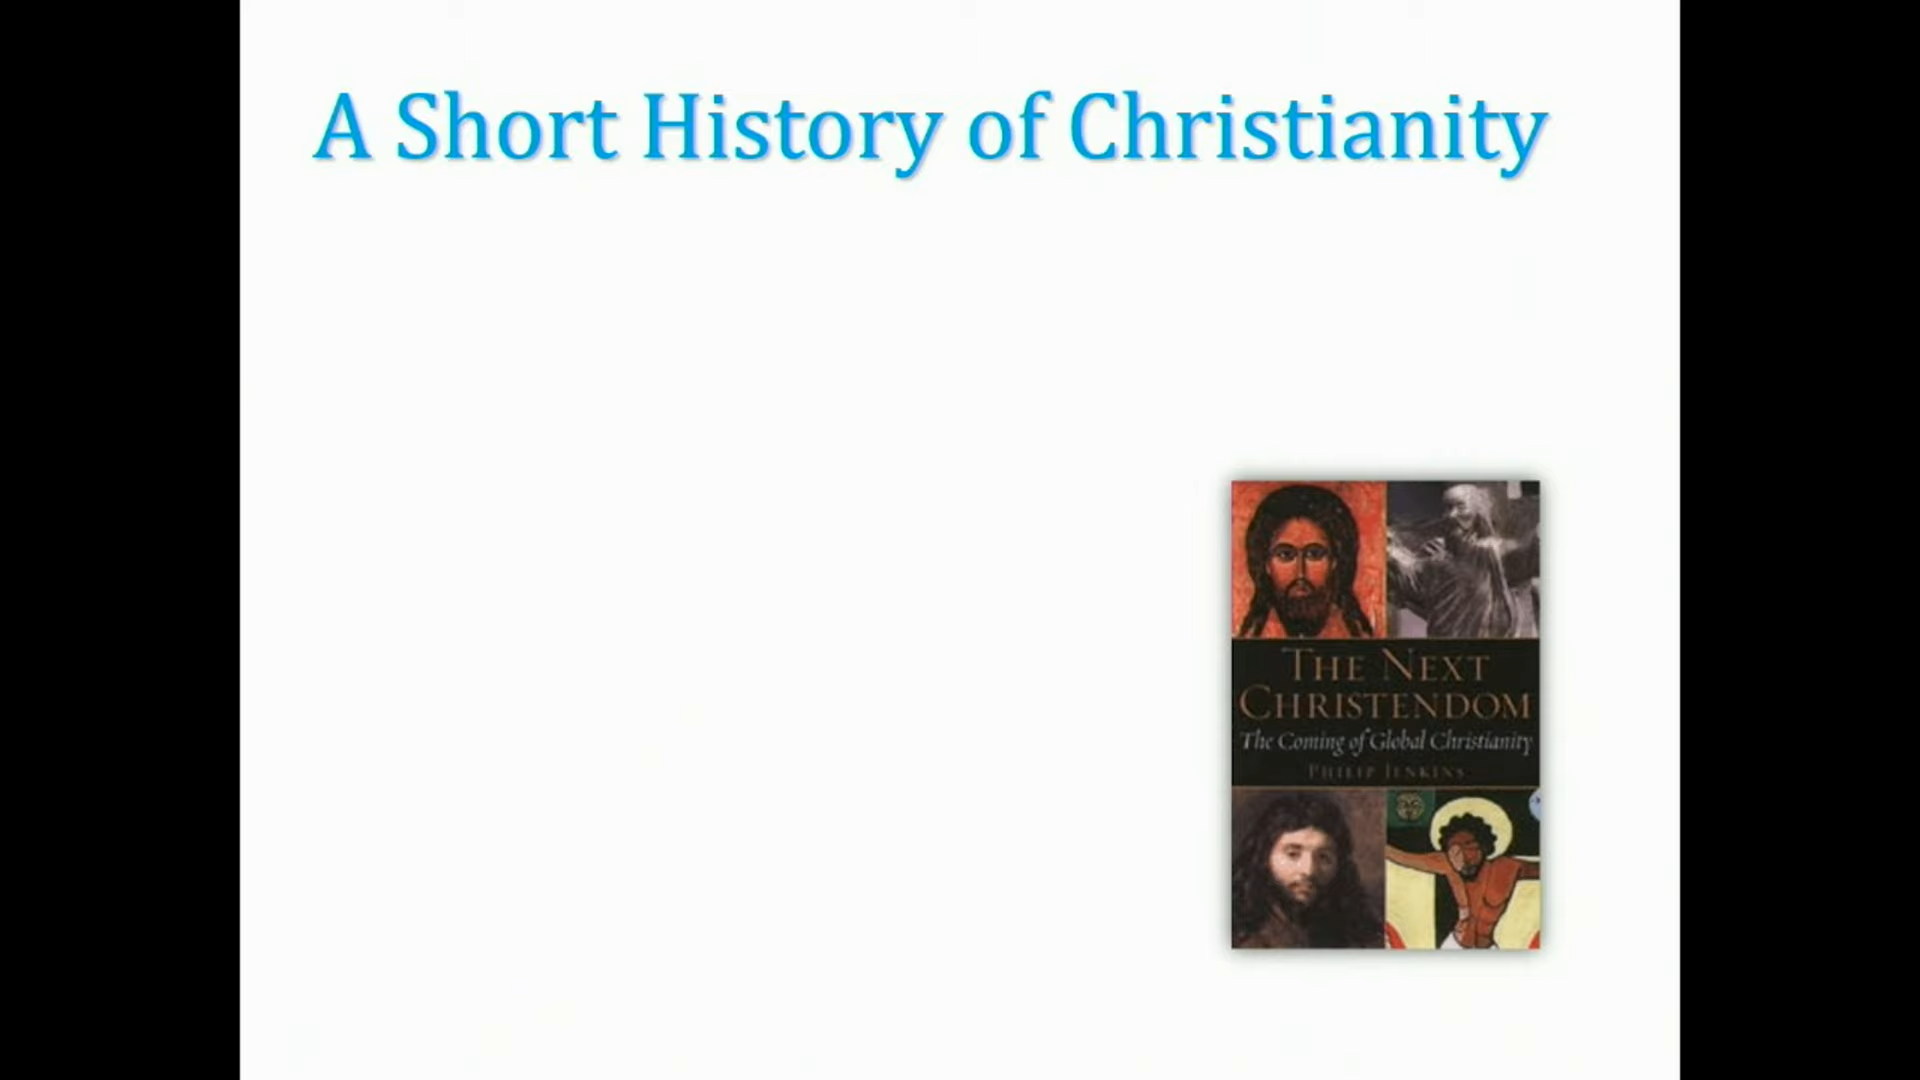 A Short History of Christianity
THE NEXT
CHRISTENDOM
The Coming of Global Christianity
PHILIP JENKINS